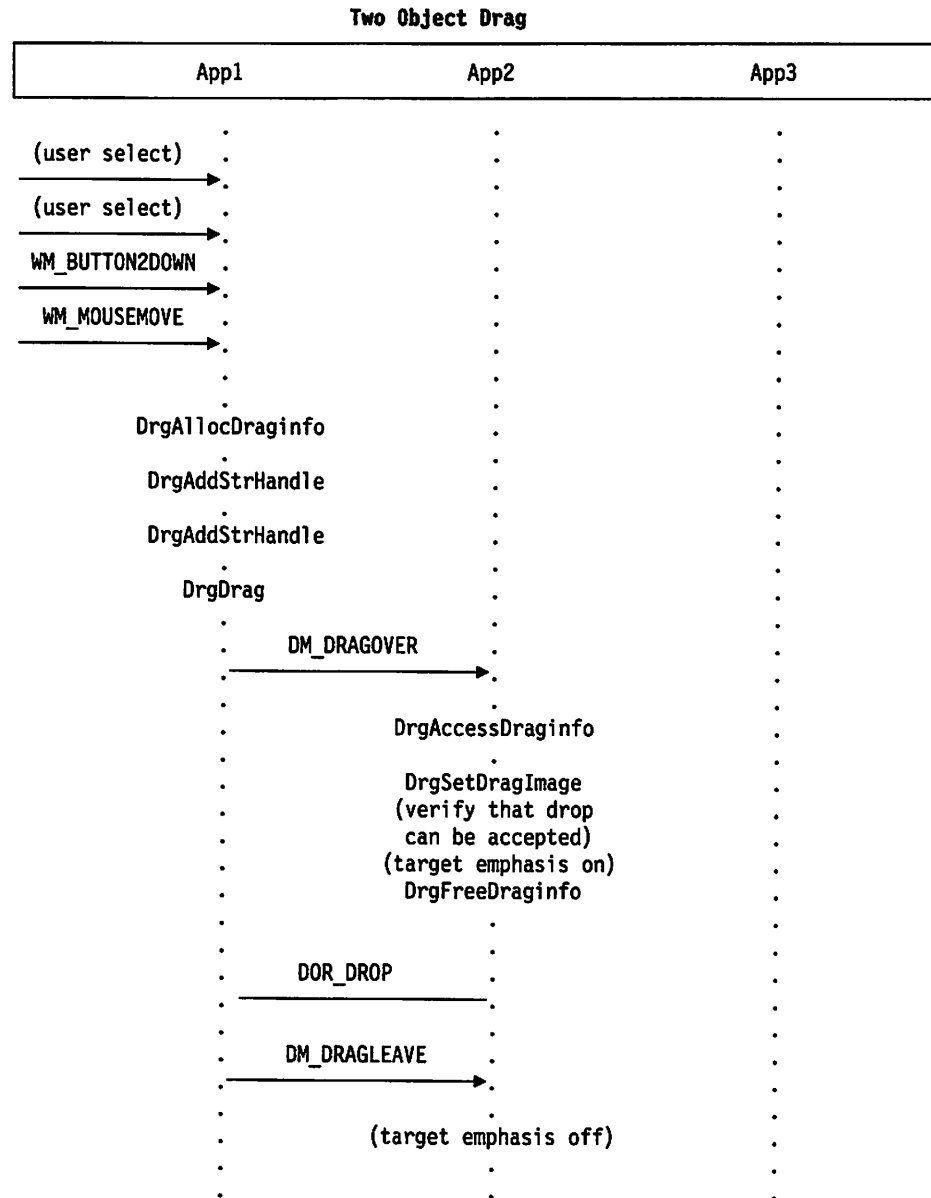 Two Object Drag
App1 App2 App3
(user select)
(user select)
WM_BUTTON2DOWN
WM_MOUSEMOVE
DrgAllocDraginfo
DrgAddStrHandle
DrgAddStrHandle
DrgDrag
DM_DRAGOVER
DrgAccessDraginfo
DrgSetDragImage
(verify that drop
can be accepted)
(target emphasis on)
DrgFreeDraginfo
DOR_DROP
DM_DRAGLEAVE
(target emphasis off)